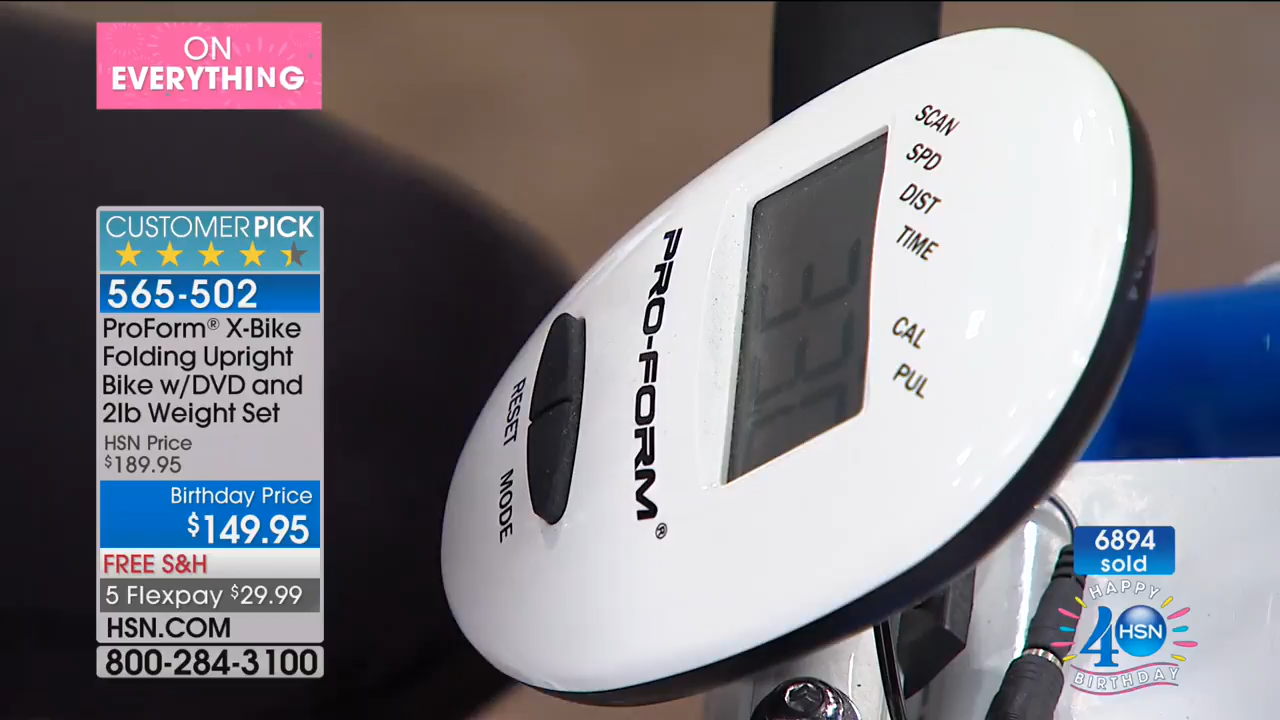 ON
EVERYTHING
CUSTOMERPICK
565-502
ProForm® X-Bike
Folding Upright
Bike w/DVD and
2lb Weight Set
HSN Price
$189.95
Birthday Price
$149.95
FREE S&H
5 Flexpay $29.99
HSN.COM
800-284-3100
SCAN
SPD
DIST
TIME
CAL
PUL
PRO-FORM®
RESET MODE
6894
sold
HAPPY
40 HSN
BIRTHDAY